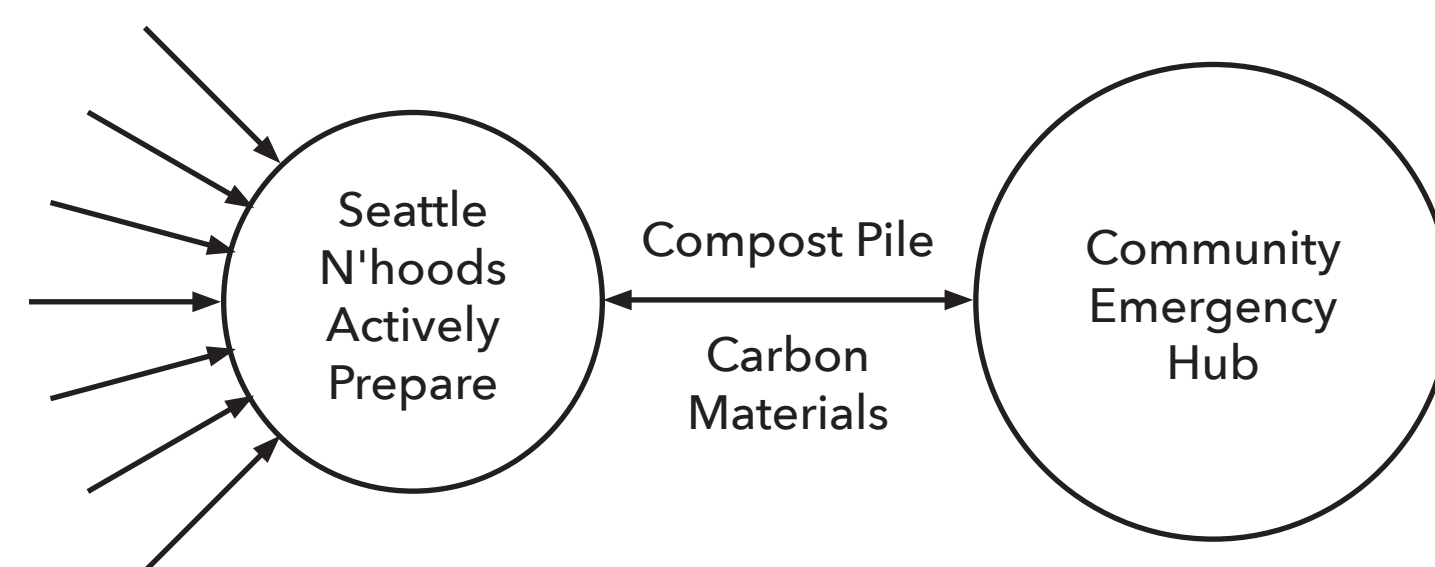 Seattle
N'hoods
Actively
Prepare
Compost Pile
Carbon
Materials
Community
Emergency
Hub